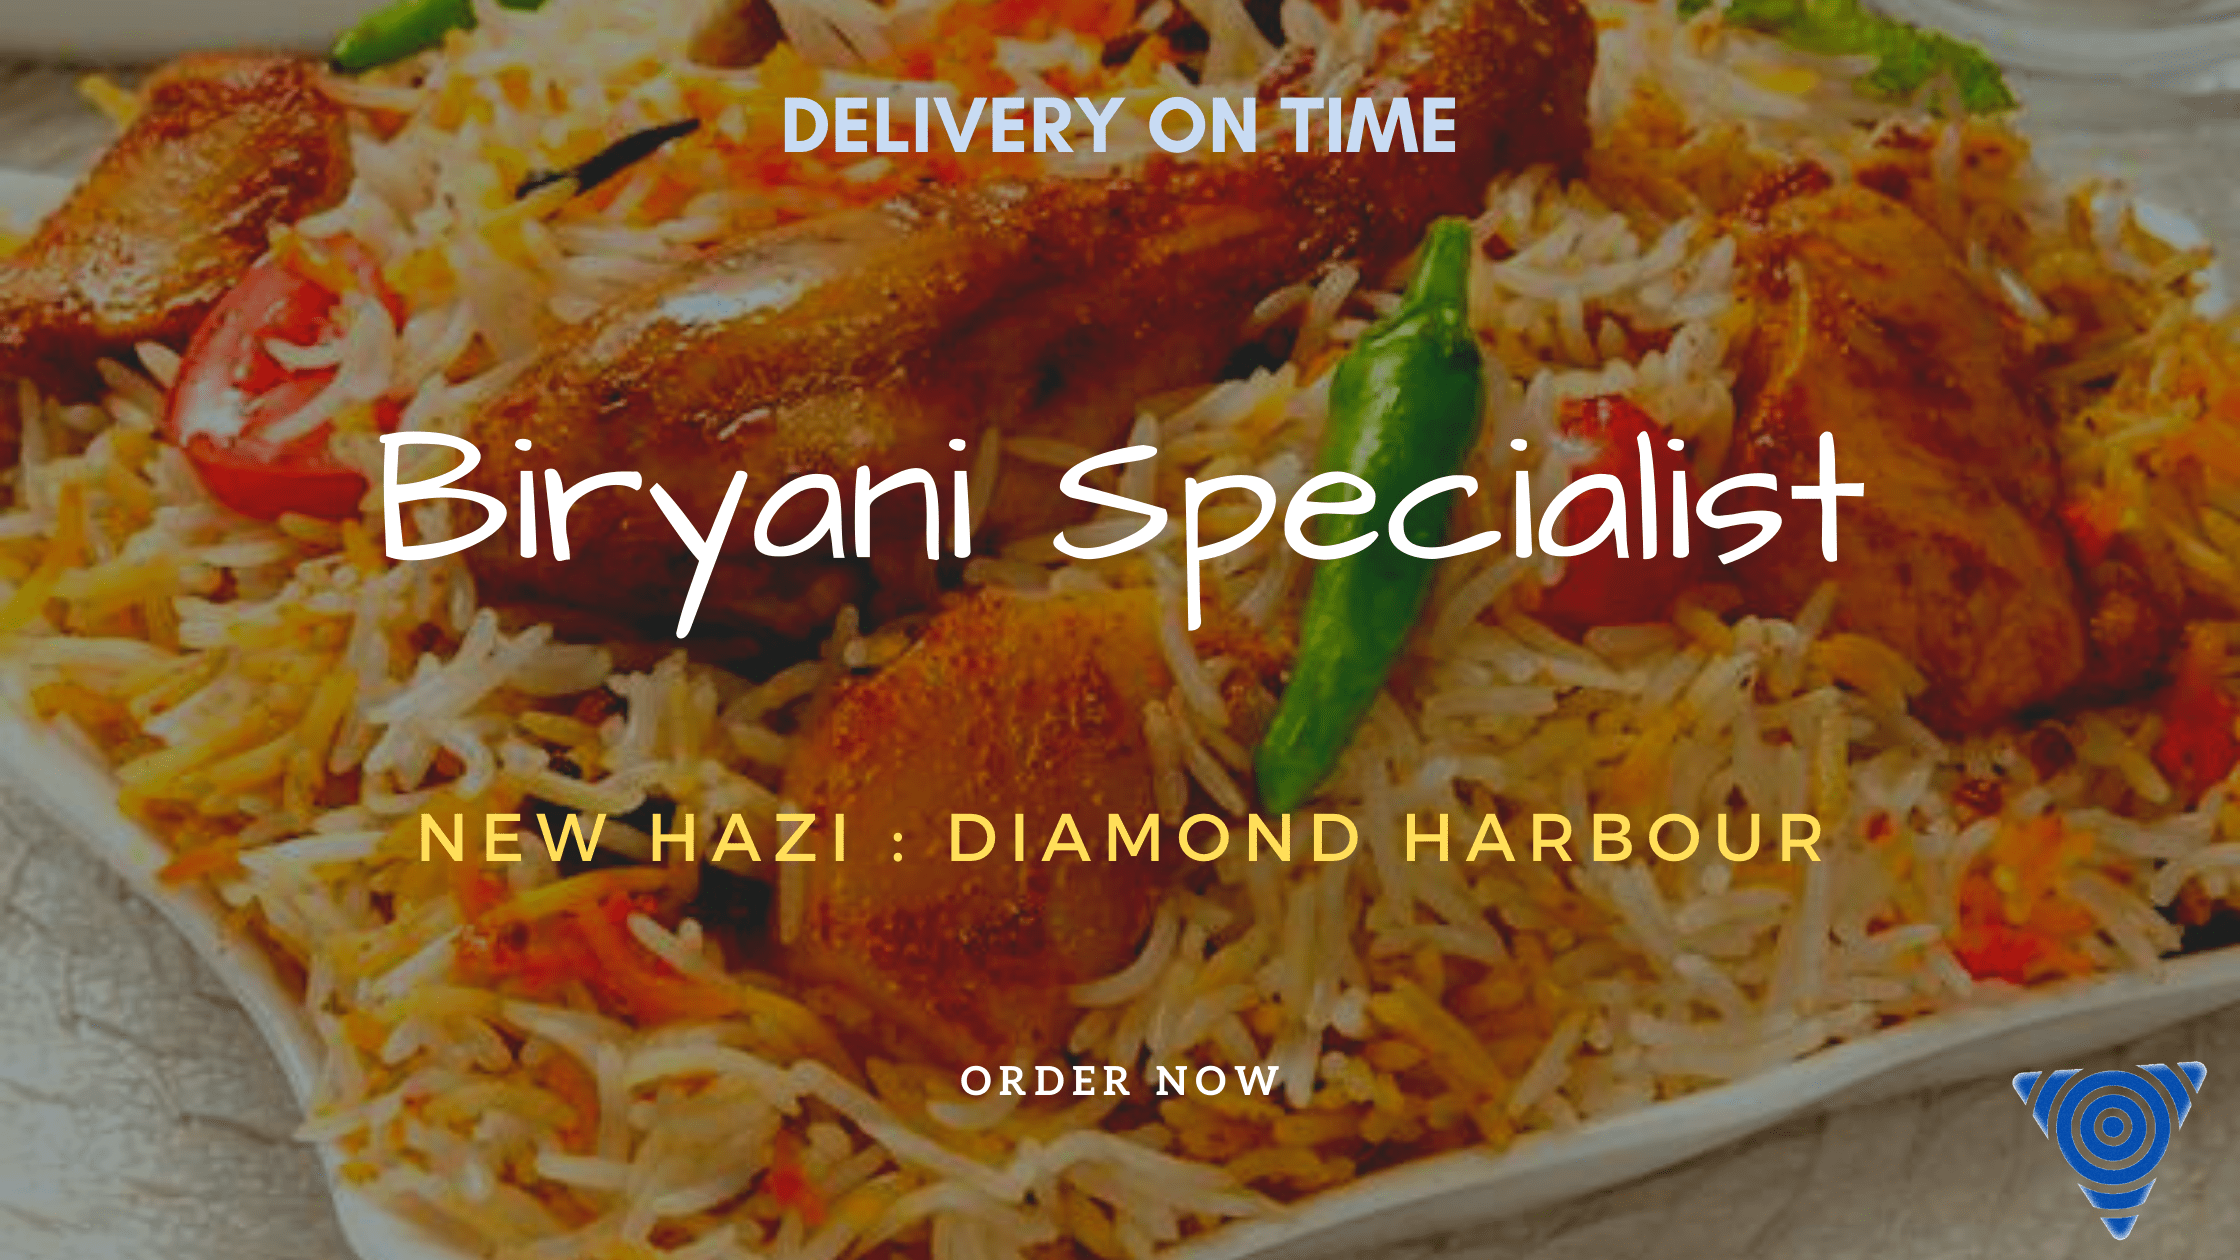 DELIVERY ON TIME
Biryani Specialist
NEW HAZI : DIAMOND HARBOUR
ORDER NOW